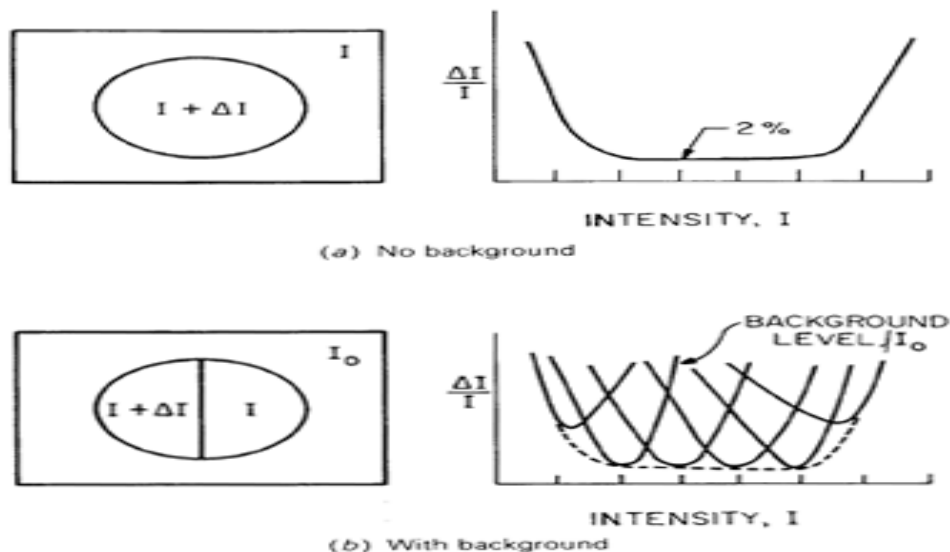 I
I + ΔI
ΔI
I
2 %
INTENSITY, I
(a) No background
I₀
I + ΔI
I
ΔI
I
BACKGROUND
LEVEL, I₀
INTENSITY, I
(b) With background